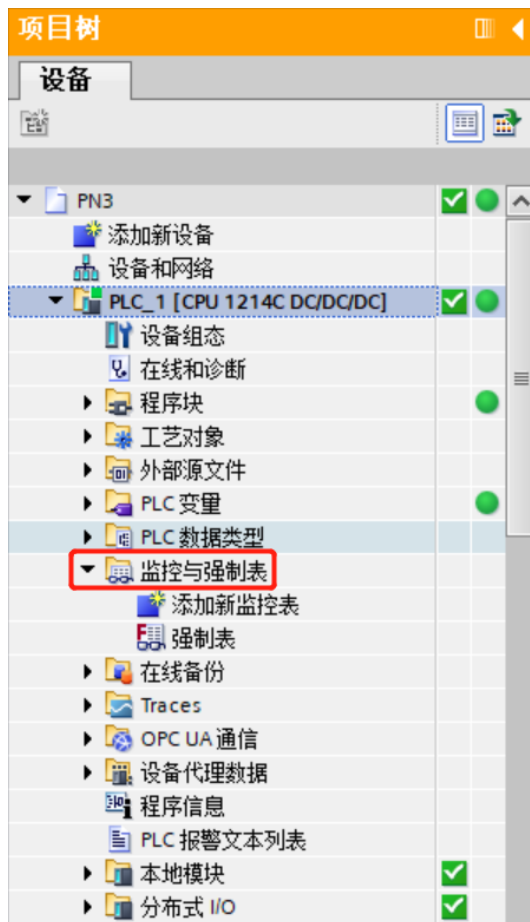 项目树
设备
PN3
添加新设备
设备和网络
PLC_1 [CPU 1214C DC/DC/DC]
设备组态
在线和诊断
程序块
工艺对象
外部源文件
PLC 变量
PLC 数据类型
监控与强制表
添加新监控表
强制表
在线备份
Traces
OPC UA 通信
设备代理数据
程序信息
PLC 报警文本列表
本地模块
分布式 I/O